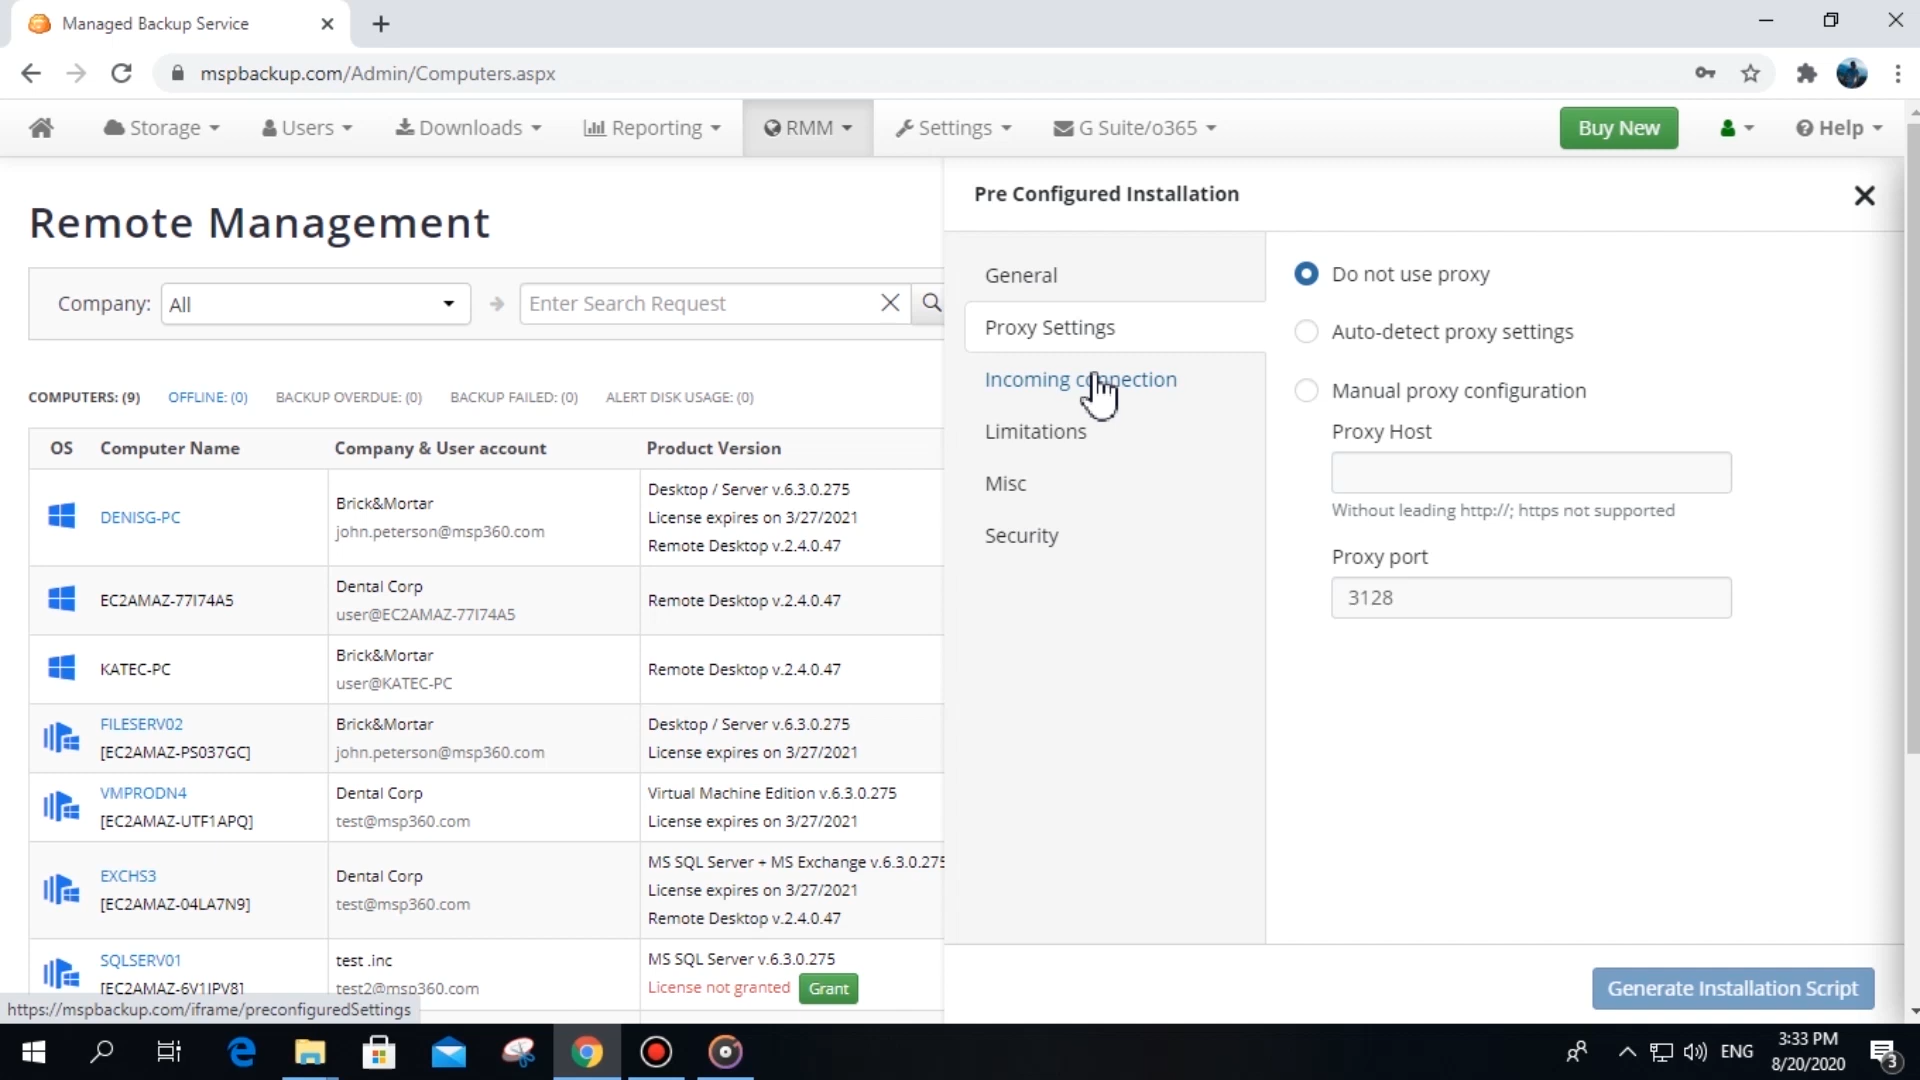 Managed Backup Service
mspbackup.com/Admin/Computers.aspx
Storage
Users
Downloads
Reporting
RMM
Settings
G Suite/o365
Buy New
Help
Remote Management
Company:
All
Enter Search Request
COMPUTERS: (9)
OFFLINE: (0)
BACKUP OVERDUE: (0)
BACKUP FAILED: (0)
ALERT DISK USAGE: (0)
OS
Computer Name
Company & User account
Product Version
DENISG-PC
Brick&Mortar
john.peterson@msp360.com
Desktop / Server v.6.3.0.275
License expires on 3/27/2021
Remote Desktop v.2.4.0.47
EC2AMAZ-77I74A5
Dental Corp
user@EC2AMAZ-77I74A5
Remote Desktop v.2.4.0.47
KATEC-PC
Brick&Mortar
user@KATEC-PC
Remote Desktop v.2.4.0.47
FILESERV02
[EC2AMAZ-PS037GC]
Brick&Mortar
john.peterson@msp360.com
Desktop / Server v.6.3.0.275
License expires on 3/27/2021
VMPRODN4
[EC2AMAZ-UTF1APQ]
Dental Corp
test@msp360.com
Virtual Machine Edition v.6.3.0.275
License expires on 3/27/2021
EXCHS3
[EC2AMAZ-04LA7N9]
Dental Corp
test@msp360.com
MS SQL Server + MS Exchange v.6.3.0.275
License expires on 3/27/2021
Remote Desktop v.2.4.0.47
SQLSERV01
[EC2AMAZ-6V1IPV8]
test .inc
test2@msp360.com
MS SQL Server v.6.3.0.275
License not granted
Grant
https://mspbackup.com/iframe/preconfiguredSettings
Pre Configured Installation
General
Proxy Settings
Incoming connection
Limitations
Misc
Security
Do not use proxy
Auto-detect proxy settings
Manual proxy configuration
Proxy Host
Without leading http://; https not supported
Proxy port
3128
Generate Installation Script
ENG
3:33 PM
8/20/2020
3